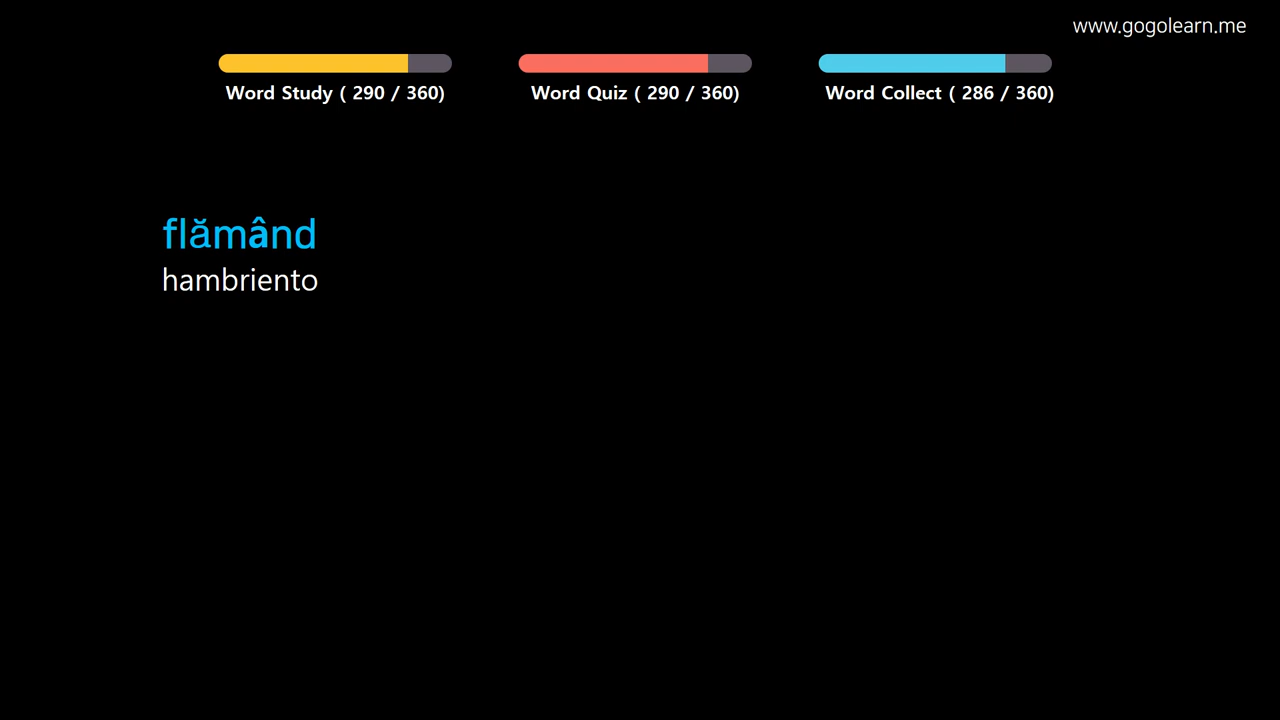 www.gogolearn.me
Word Study ( 290 / 360)
Word Quiz ( 290 / 360)
Word Collect ( 286 / 360)
flămând
hambriento